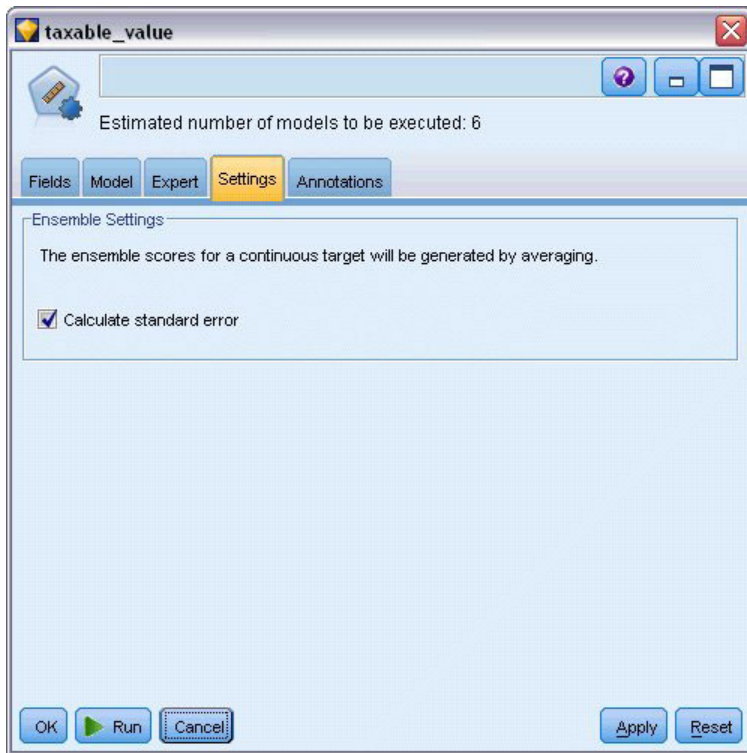 taxable_value
Estimated number of models to be executed: 6
Fields Model Expert Settings Annotations
Ensemble Settings
The ensemble scores for a continuous target will be generated by averaging.
Calculate standard error
OK Run Cancel Apply Reset